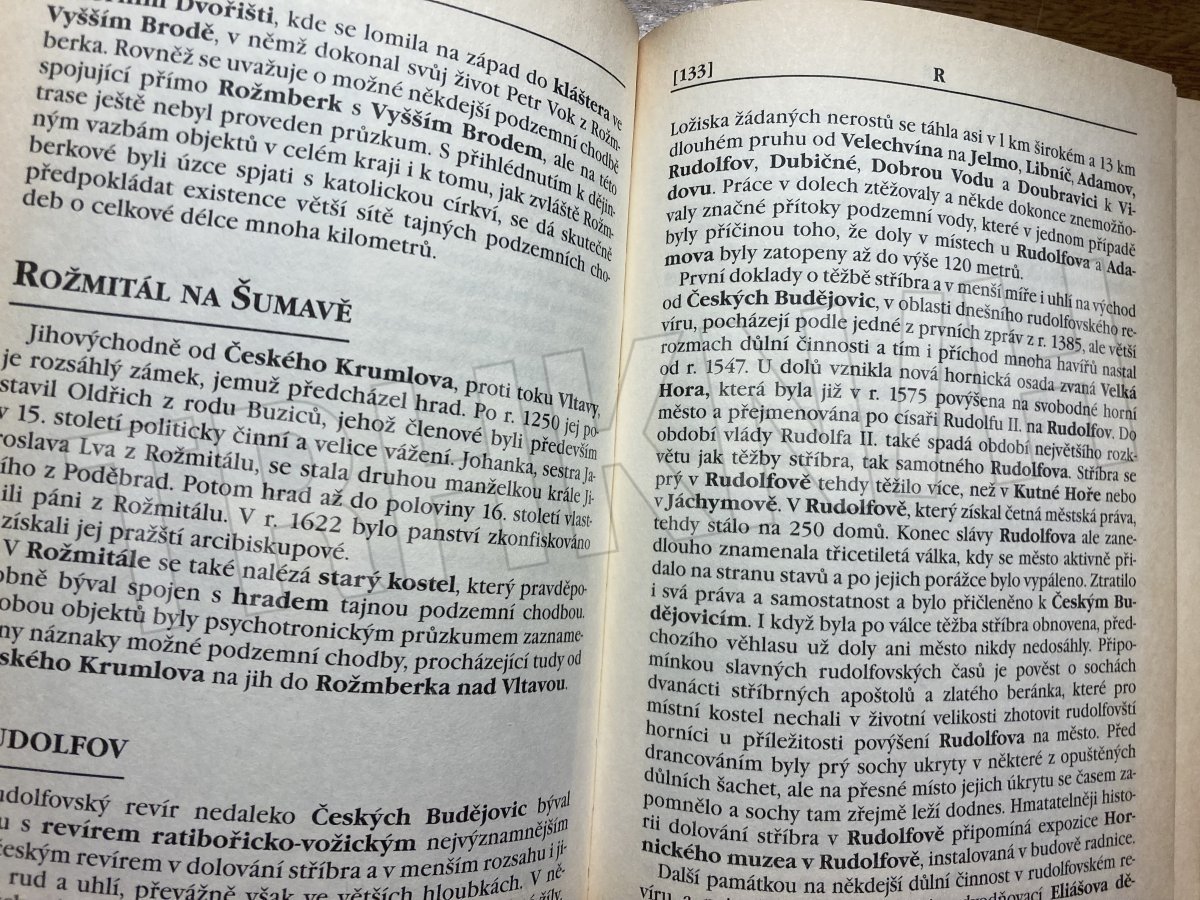 Dvořišti, kde se lomila na západ do kláštera ve
Vyšším Brodě, v němž dokonal svůj život Petr Vok z Rožm-
berka. Rovněž se uvažuje o možné někdejší podzemní chodbě
spojující přímo Rožmberk s Vyšším Brodem, ale na této
trase ještě nebyl proveden průzkum. S přihlédnutím k dějin-
ným vazbám objektů v celém kraji i k tomu, jak zvláště Rožm-
berkové byli úzce spjati s katolickou církví, se dá skutečně
předpokládat existence větší sítě tajných podzemních cho-
deb o celkové délce mnoha kilometrů.
ROŽMITÁL NA ŠUMAVĚ
Jihovýchodně od Českého Krumlova, proti toku Vltavy,
je rozsáhlý zámek, jemuž předcházel hrad. Po r. 1250 jej po-
stavil Oldřich z rodu Buziců, jehož členové byli především
v 15. století politicky činní a velice vážení. Johanka, sestra Ja-
roslava Lva z Rožmitálu, se stala druhou manželkou krále Ji-
ího z Poděbrad. Potom hrad až do poloviny 16. století vlast-
ili páni z Rožmitálu. V r. 1622 bylo panství zkonfiskováno
získali jej pražští arcibiskupové.
V Rožmitále se také nalézá starý kostel, který pravděpo-
obně býval spojen s hradem tajnou podzemní chodbou.
obou objektů byly psychotronickým průzkumem zazname-
ny náznaky možné podzemní chodby, procházející tudy od
ského Krumlova na jih do Rožmberka nad Vltavou.
UDOLFOV
udolfovský revír nedaleko Českých Budějovic býval
u s revírem ratibořicko-vožickým nejvýznamnějším
českým revírem v dolování stříbra a v menším rozsahu i ji-
rud a uhlí, převážně však ve větších hloubkách. V ně-
[133] R
Ložiska žádaných nerostů se táhla asi v 1 km širokém a 13 km
dlouhém pruhu od Velechvína na Jelmo, Libníč, Adamov,
Rudolfov, Dubičné, Dobrou Vodu a Doubravici k Vi-
dovu. Práce v dolech ztěžovaly a někde dokonce znemožňo-
valy značné přítoky podzemní vody, které v jednom případě
byly příčinou toho, že doly v místech u Rudolfova a Ada-
mova byly zatopeny až do výše 120 metrů.
První doklady o těžbě stříbra a v menší míře i uhlí na východ
od Českých Budějovic, v oblasti dnešního rudolfovského re-
víru, pocházejí podle jedné z prvních zpráv z r. 1385, ale větší
rozmach důlní činnosti a tím i příchod mnoha havířů nastal
od r. 1547. U dolů vznikla nová hornická osada zvaná Velká
Hora, která byla již v r. 1575 povýšena na svobodné horní
město a přejmenována po císaři Rudolfu II. na Rudolfov. Do
období vlády Rudolfa II. také spadá období největšího rozk-
větu jak těžby stříbra, tak samotného Rudolfova. Stříbra se
prý v Rudolfově tehdy těžilo více, než v Kutné Hoře nebo
v Jáchymově. V Rudolfově, který získal četná městská práva,
tehdy stálo na 250 domů. Konec slávy Rudolfova ale zane-
dlouho znamenala třicetiletá válka, kdy se město aktivně při-
dalo na stranu stavů a po jejich porážce bylo vypáleno. Ztratilo
i svá práva a samostatnost a bylo přičleněno k Českým Bu-
dějovicím. I když byla po válce těžba stříbra obnovena, před-
chozího věhlasu už doly ani město nikdy nedosáhly. Připo-
mínkou slavných rudolfovských časů je pověst o sochách
dvanácti stříbrných apoštolů a zlatého beránka, které pro
místní kostel nechali v životní velikosti zhotovit rudolfovští
horníci u příležitosti povýšení Rudolfova na město. Před
drancováním byly prý sochy ukryty v některé z opuštěných
důlních šachet, ale na přesné místo jejich úkrytu se časem za-
pomnělo a sochy tam zřejmě leží dodnes. Hmatatelněji histo-
rii dolování stříbra v Rudolfově připomíná expozice Hor-
nického muzea v Rudolfově, instalovaná v budově radnice.
Další památkou na někdejší důlní činnost v rudolfovském re-
víru a Eliášova dě-